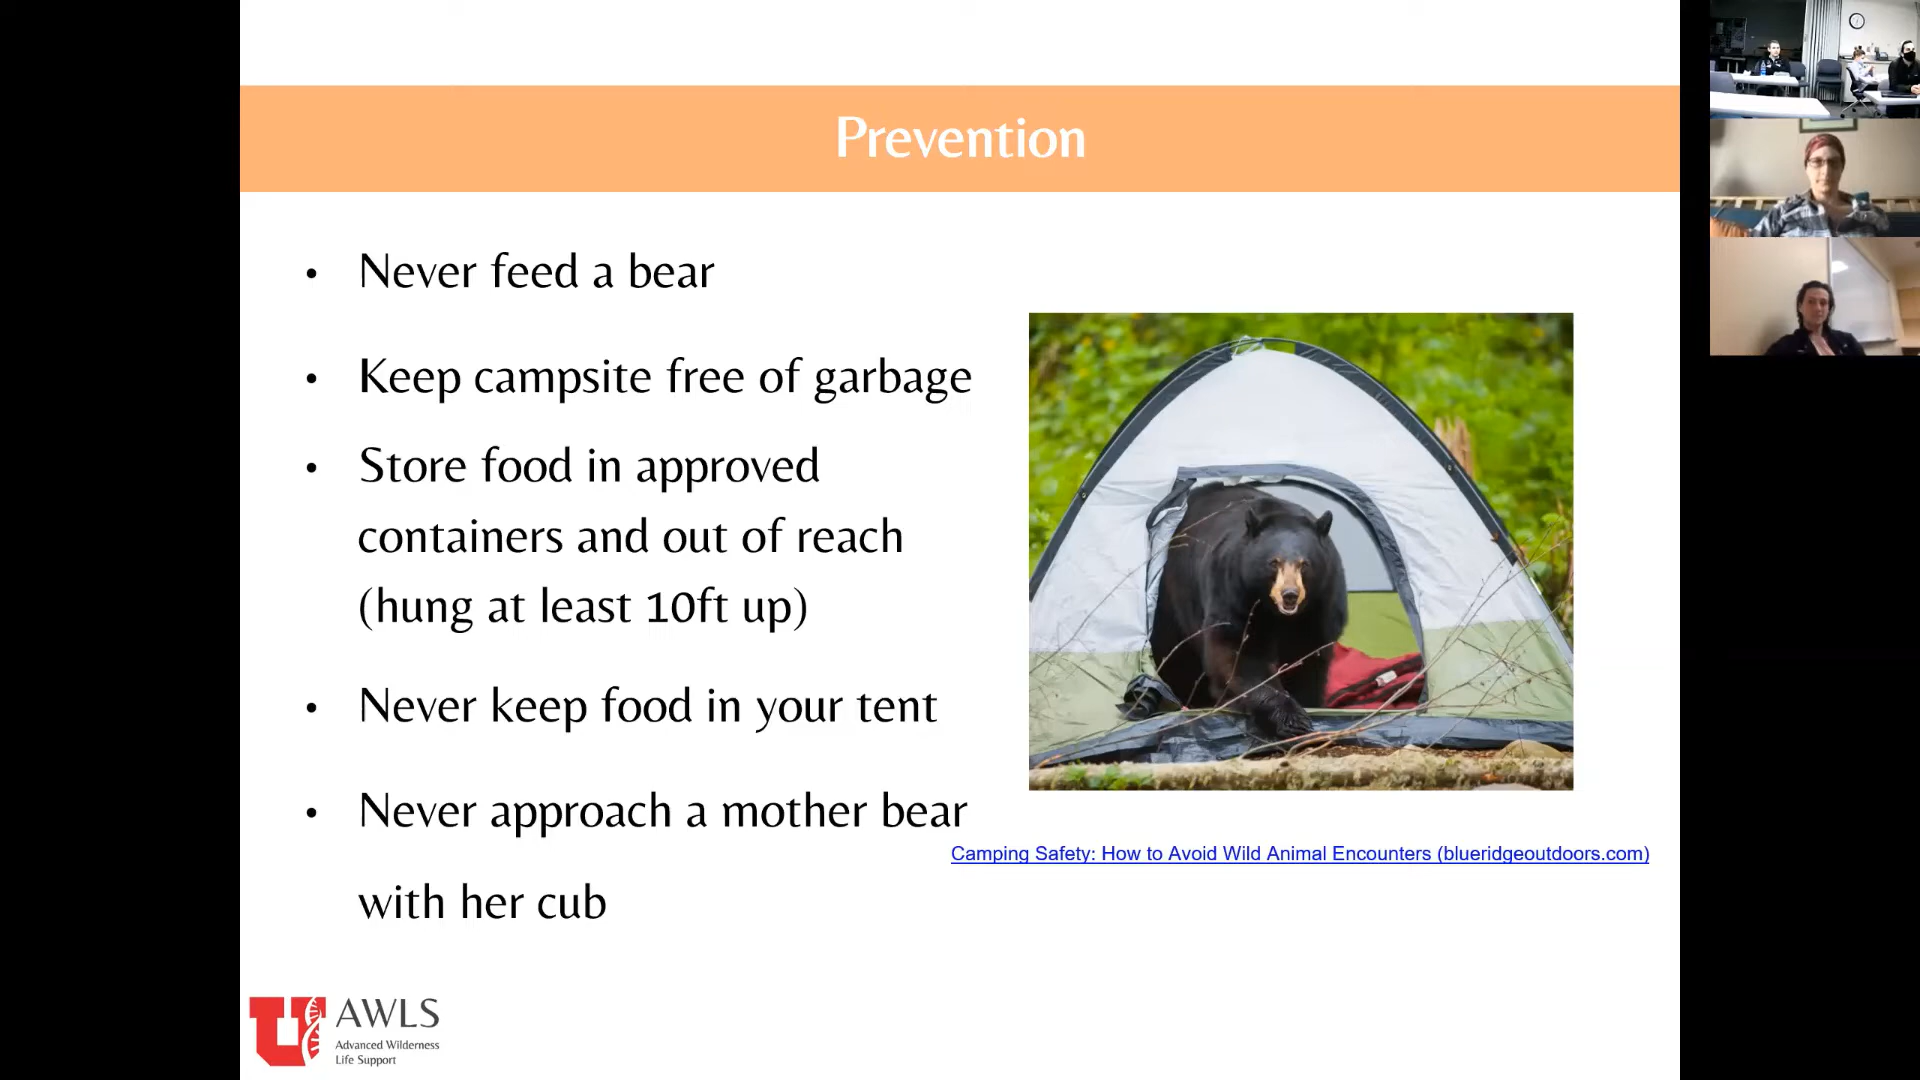 Prevention
• Never feed a bear
• Keep campsite free of garbage
• Store food in approved
containers and out of reach
(hung at least 10ft up)
• Never keep food in your tent
• Never approach a mother bear
with her cub
Camping Safety: How to Avoid Wild Animal Encounters (blueridgeoutdoors.com)
U AWLS
Advanced Wilderness
Life Support